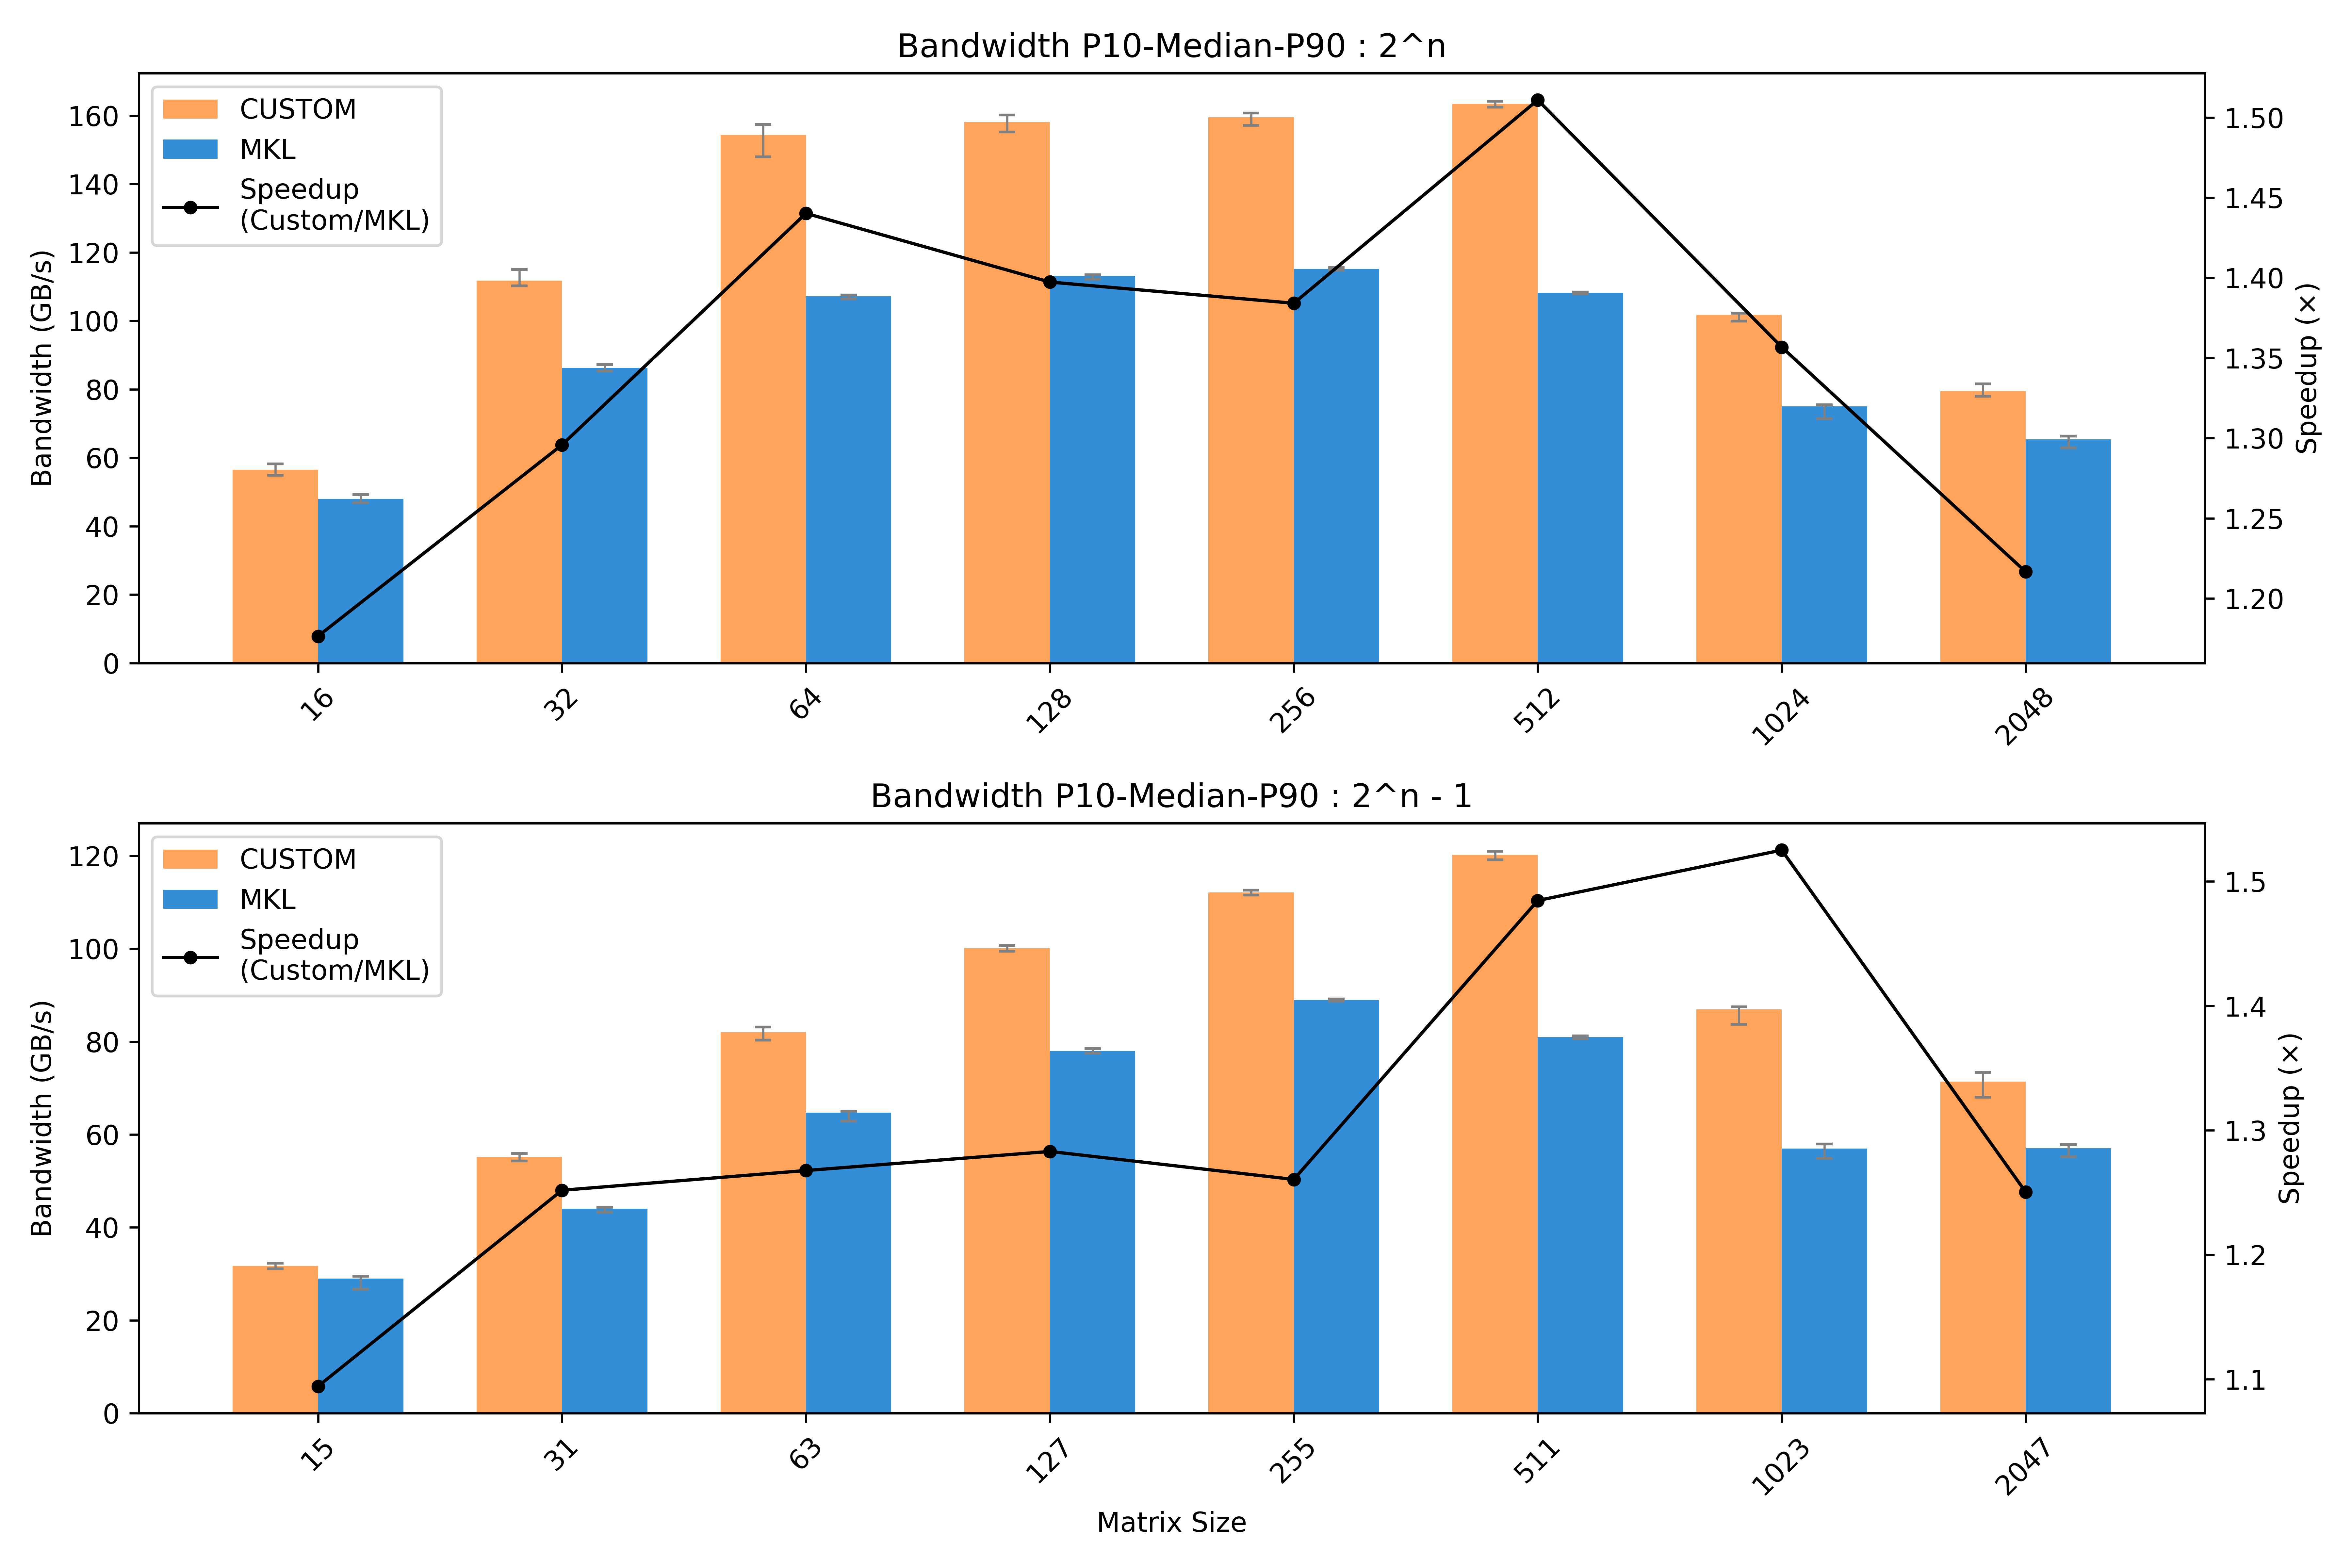 Bandwidth P10-Median-P90 : 2^n
CUSTOM
MKL
Speedup
(Custom/MKL)
Bandwidth (GB/s)
160
140
120
100
80
60
40
20
0
1.50
1.45
1.40
1.35
1.30
1.25
1.20
Speedup (×)
16
32
64
128
256
512
1024
2048
Bandwidth P10-Median-P90 : 2^n - 1
CUSTOM
MKL
Speedup
(Custom/MKL)
Bandwidth (GB/s)
120
100
80
60
40
20
0
1.5
1.4
1.3
1.2
1.1
Speedup (×)
15
31
63
127
255
511
1023
2047
Matrix Size